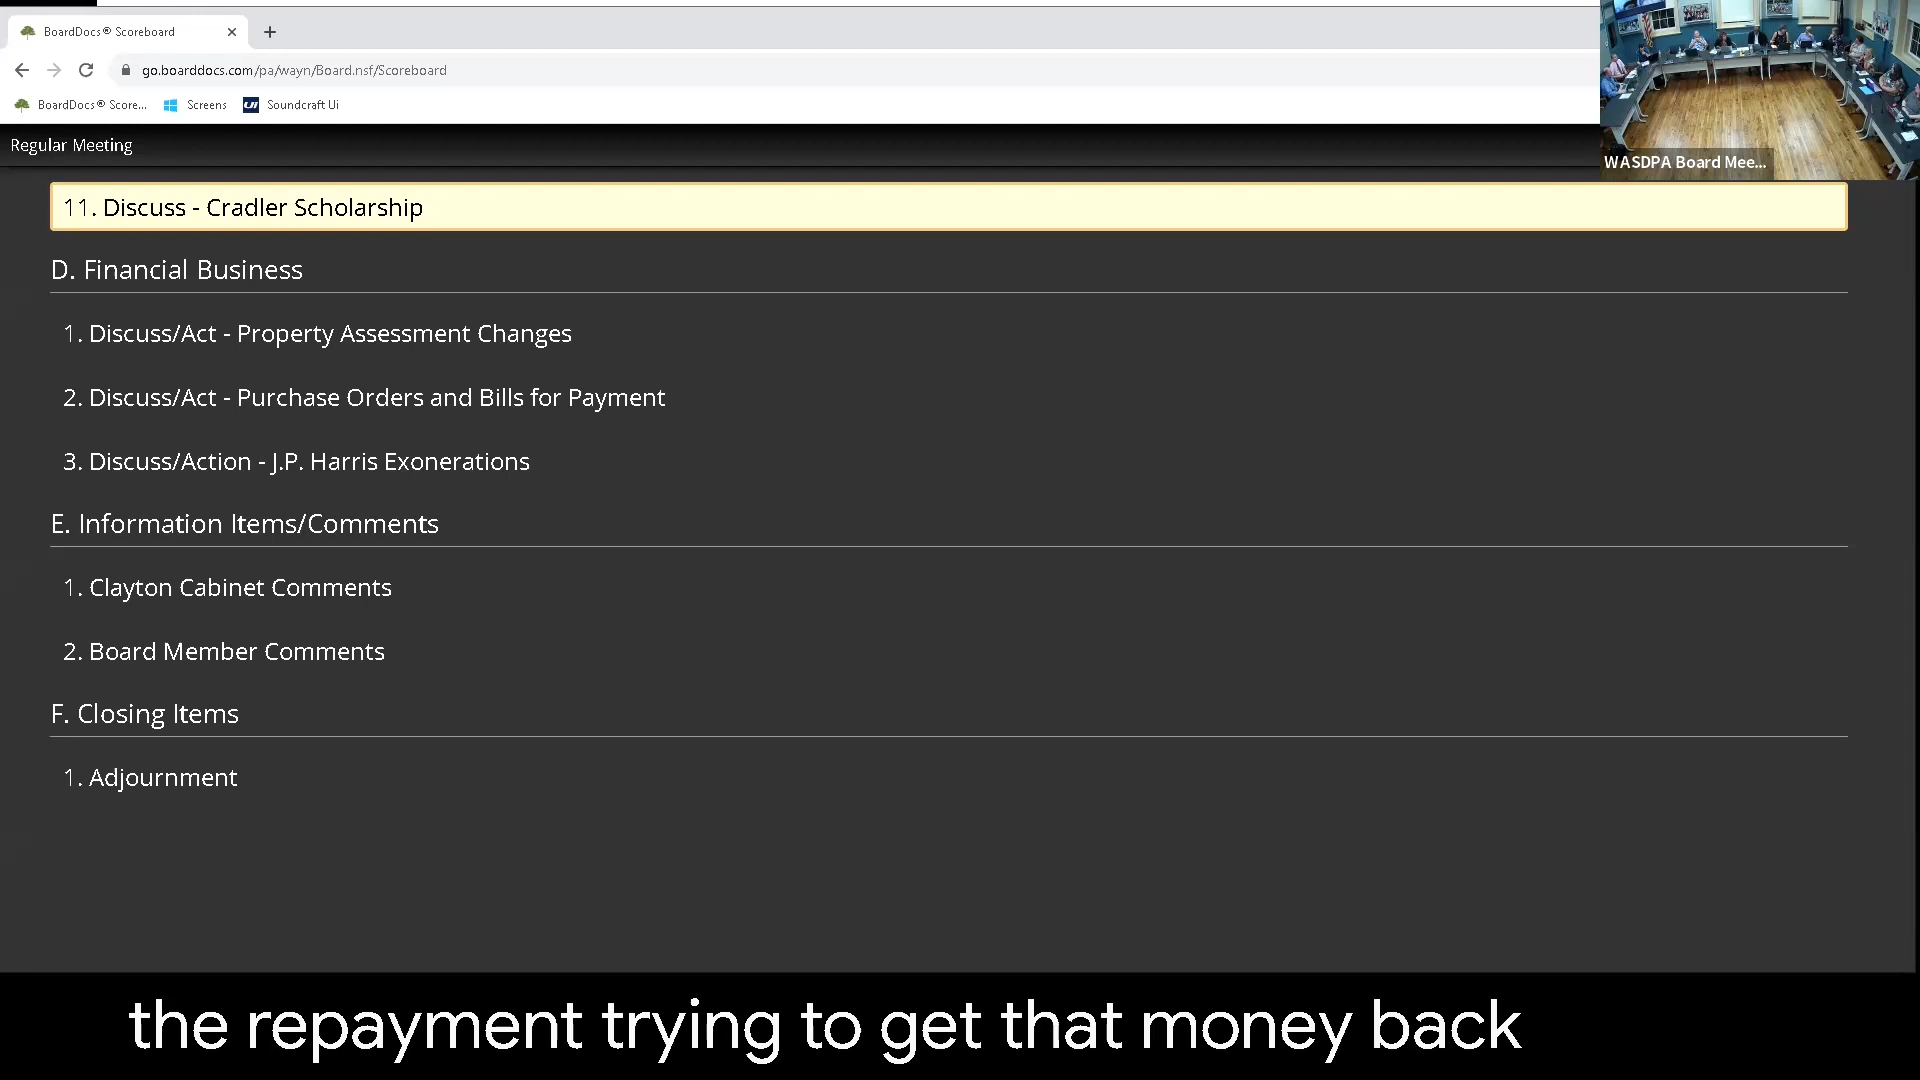 BoardDocs® Scoreboard
go.boarddocs.com/pa/wayn/Board.nsf/Scoreboard
BoardDocs® Score... Screens Soundcraft Ui
Regular Meeting
WASDPA Board Mee...
11. Discuss - Cradler Scholarship
D. Financial Business
1. Discuss/Act - Property Assessment Changes
2. Discuss/Act - Purchase Orders and Bills for Payment
3. Discuss/Action - J.P. Harris Exonerations
E. Information Items/Comments
1. Clayton Cabinet Comments
2. Board Member Comments
F. Closing Items
1. Adjournment
the repayment trying to get that money back